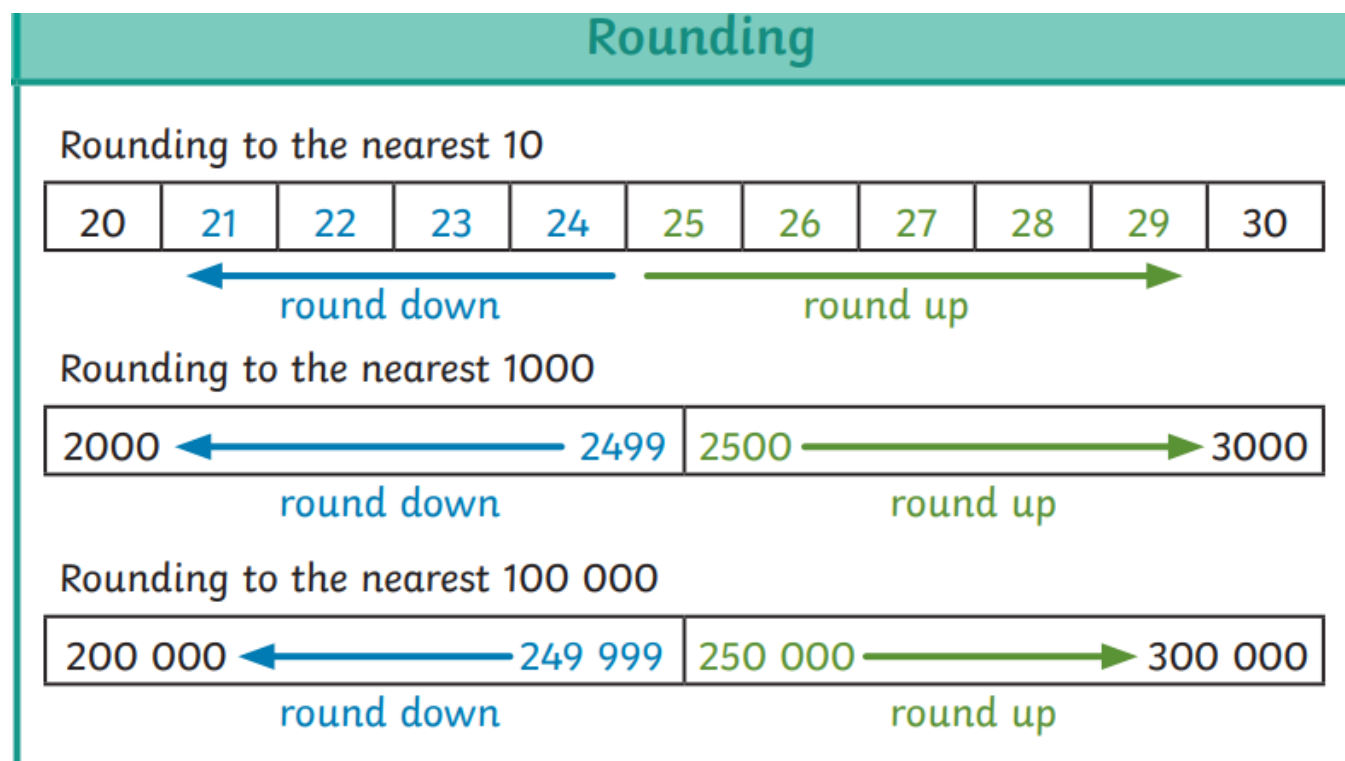 Rounding
Rounding to the nearest 10
20 21 22 23 24 25 26 27 28 29 30
round down round up
Rounding to the nearest 1000
2000 2499 2500 3000
round down round up
Rounding to the nearest 100 000
200 000 249 999 250 000 300 000
round down round up